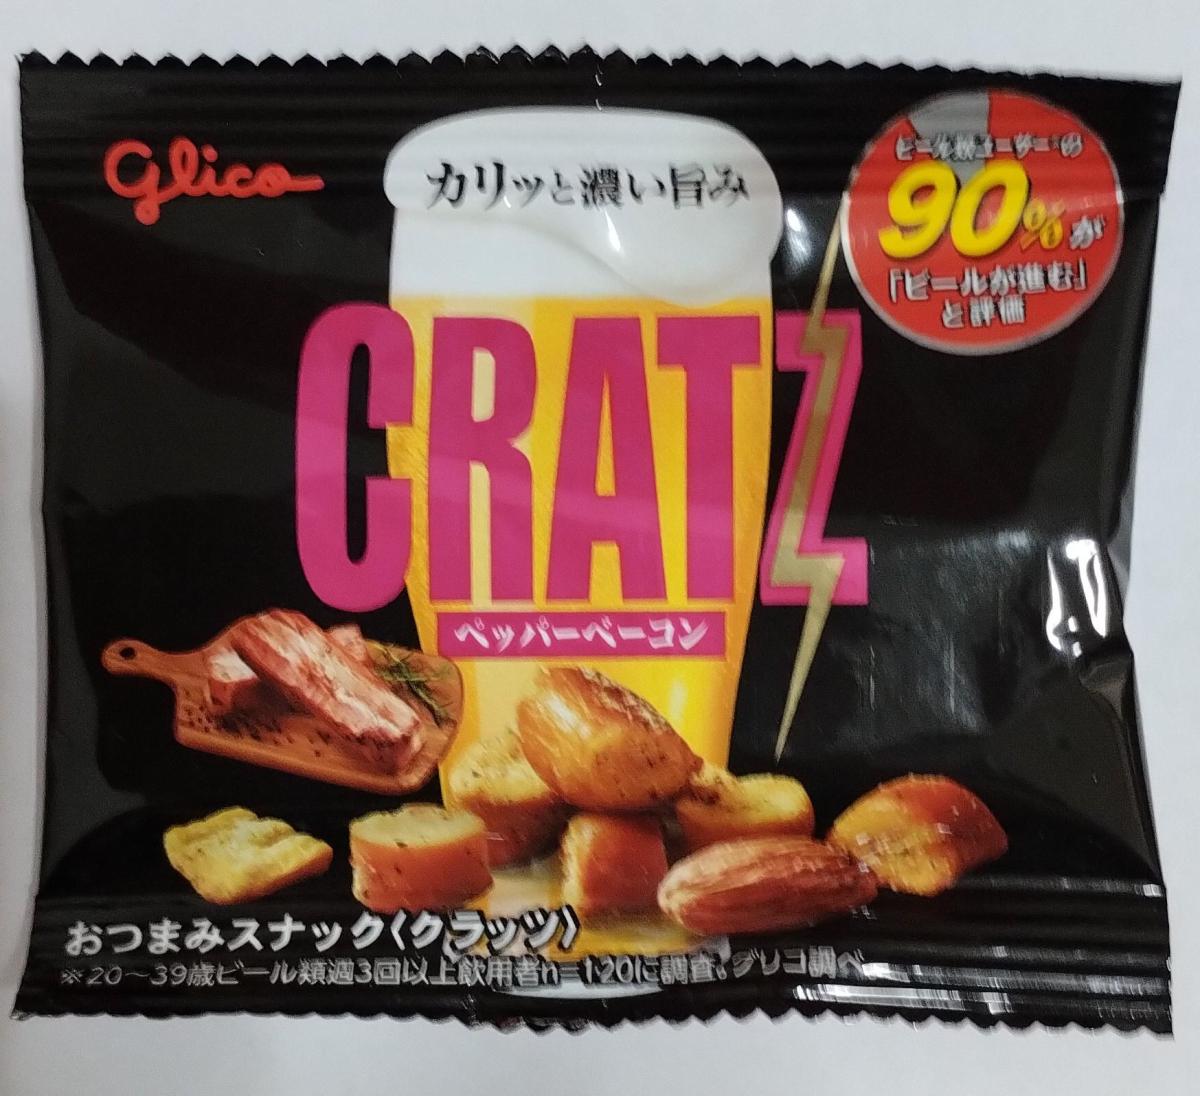 Glico
カリッと濃い旨み
ビール類ユーザーの
90%が
「ビールが進む」
と評価
CRATZ
ペッパーベーコン
おつまみスナック〈クラッツ〉
※20〜39歳ビール類週3回以上飲用者n=120に調査。グリコ調べ